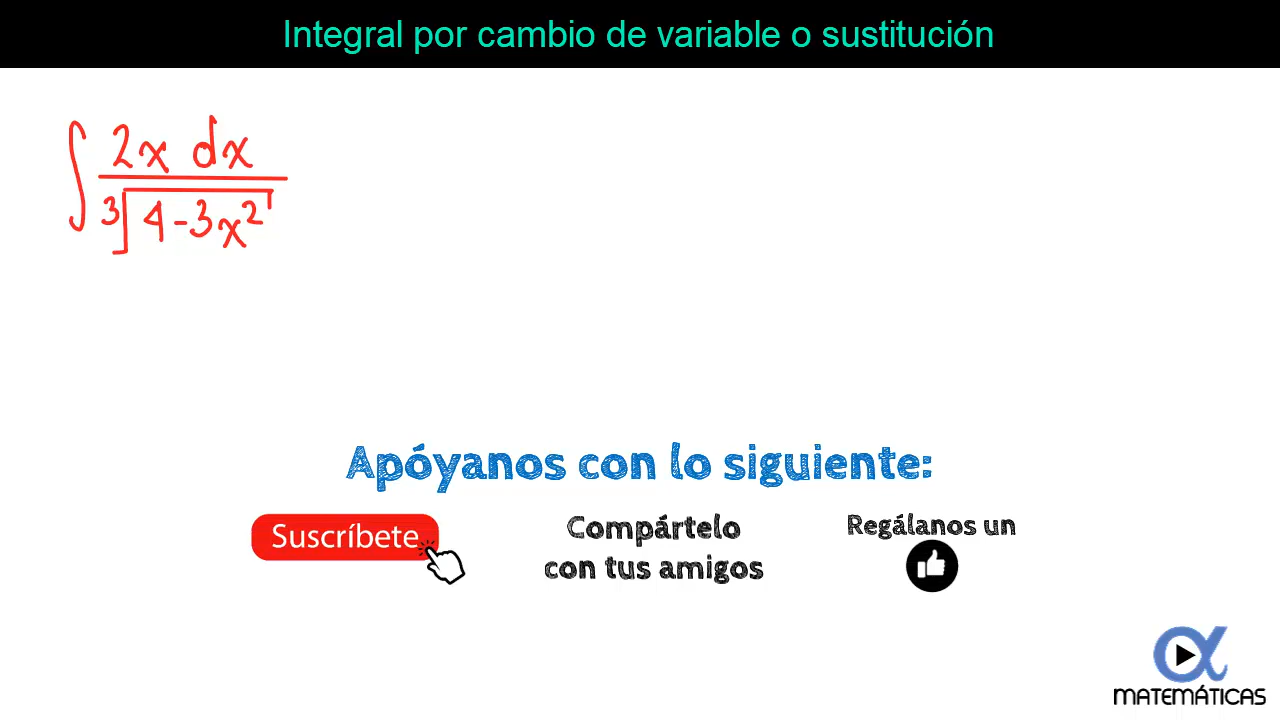 Integral por cambio de variable o sustitución
∫ 2x dx
3√4-3x²
Apóyanos con lo siguiente:
Suscríbete
Compártelo
con tus amigos
Regálanos un
MATEMÁTICAS